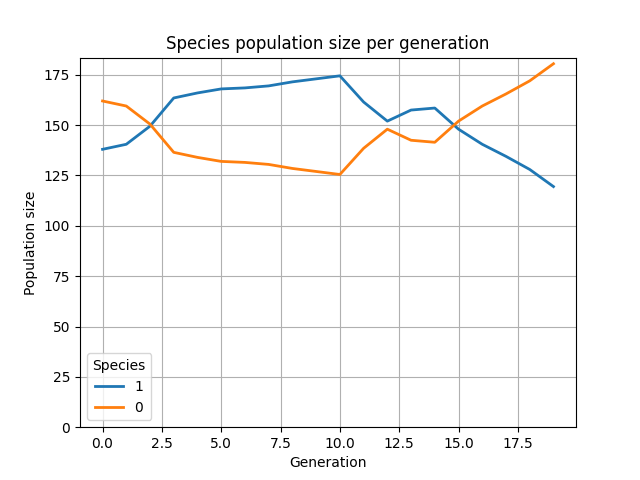 Species population size per generation
Population size
175
150
125
100
75
50
25
0
Species
1
0
0.0 2.5 5.0 7.5 10.0 12.5 15.0 17.5
Generation